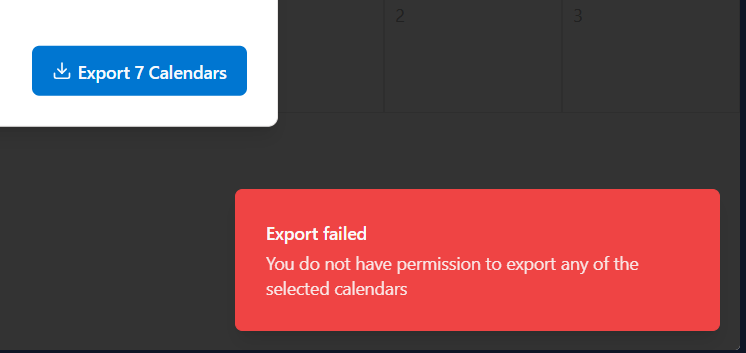 2
3
Export 7 Calendars
Export failed
You do not have permission to export any of the
selected calendars